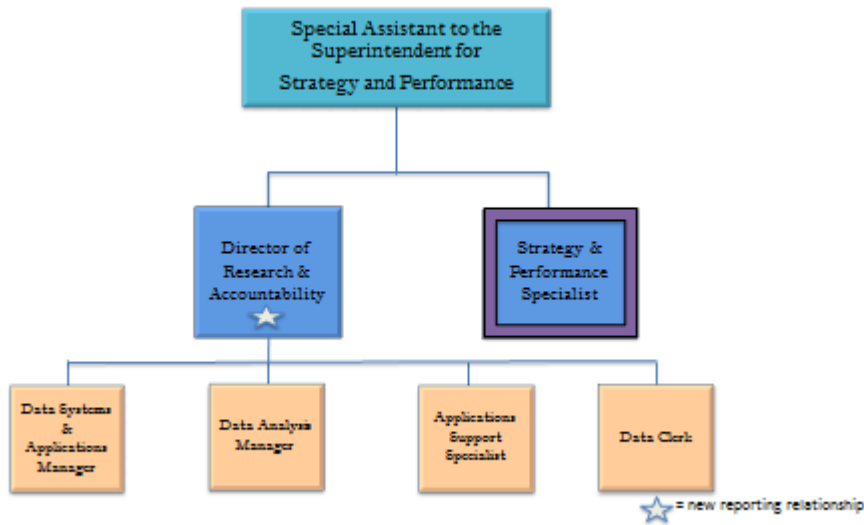 Special Assistant to the
Superintendent for
Strategy and Performance
Director of
Research &
Accountability
Strategy &
Performance
Specialist
Data Systems
&
Applications
Manager
Data Analysis
Manager
Applications
Support
Specialist
Data Clerk
= new reporting relationship